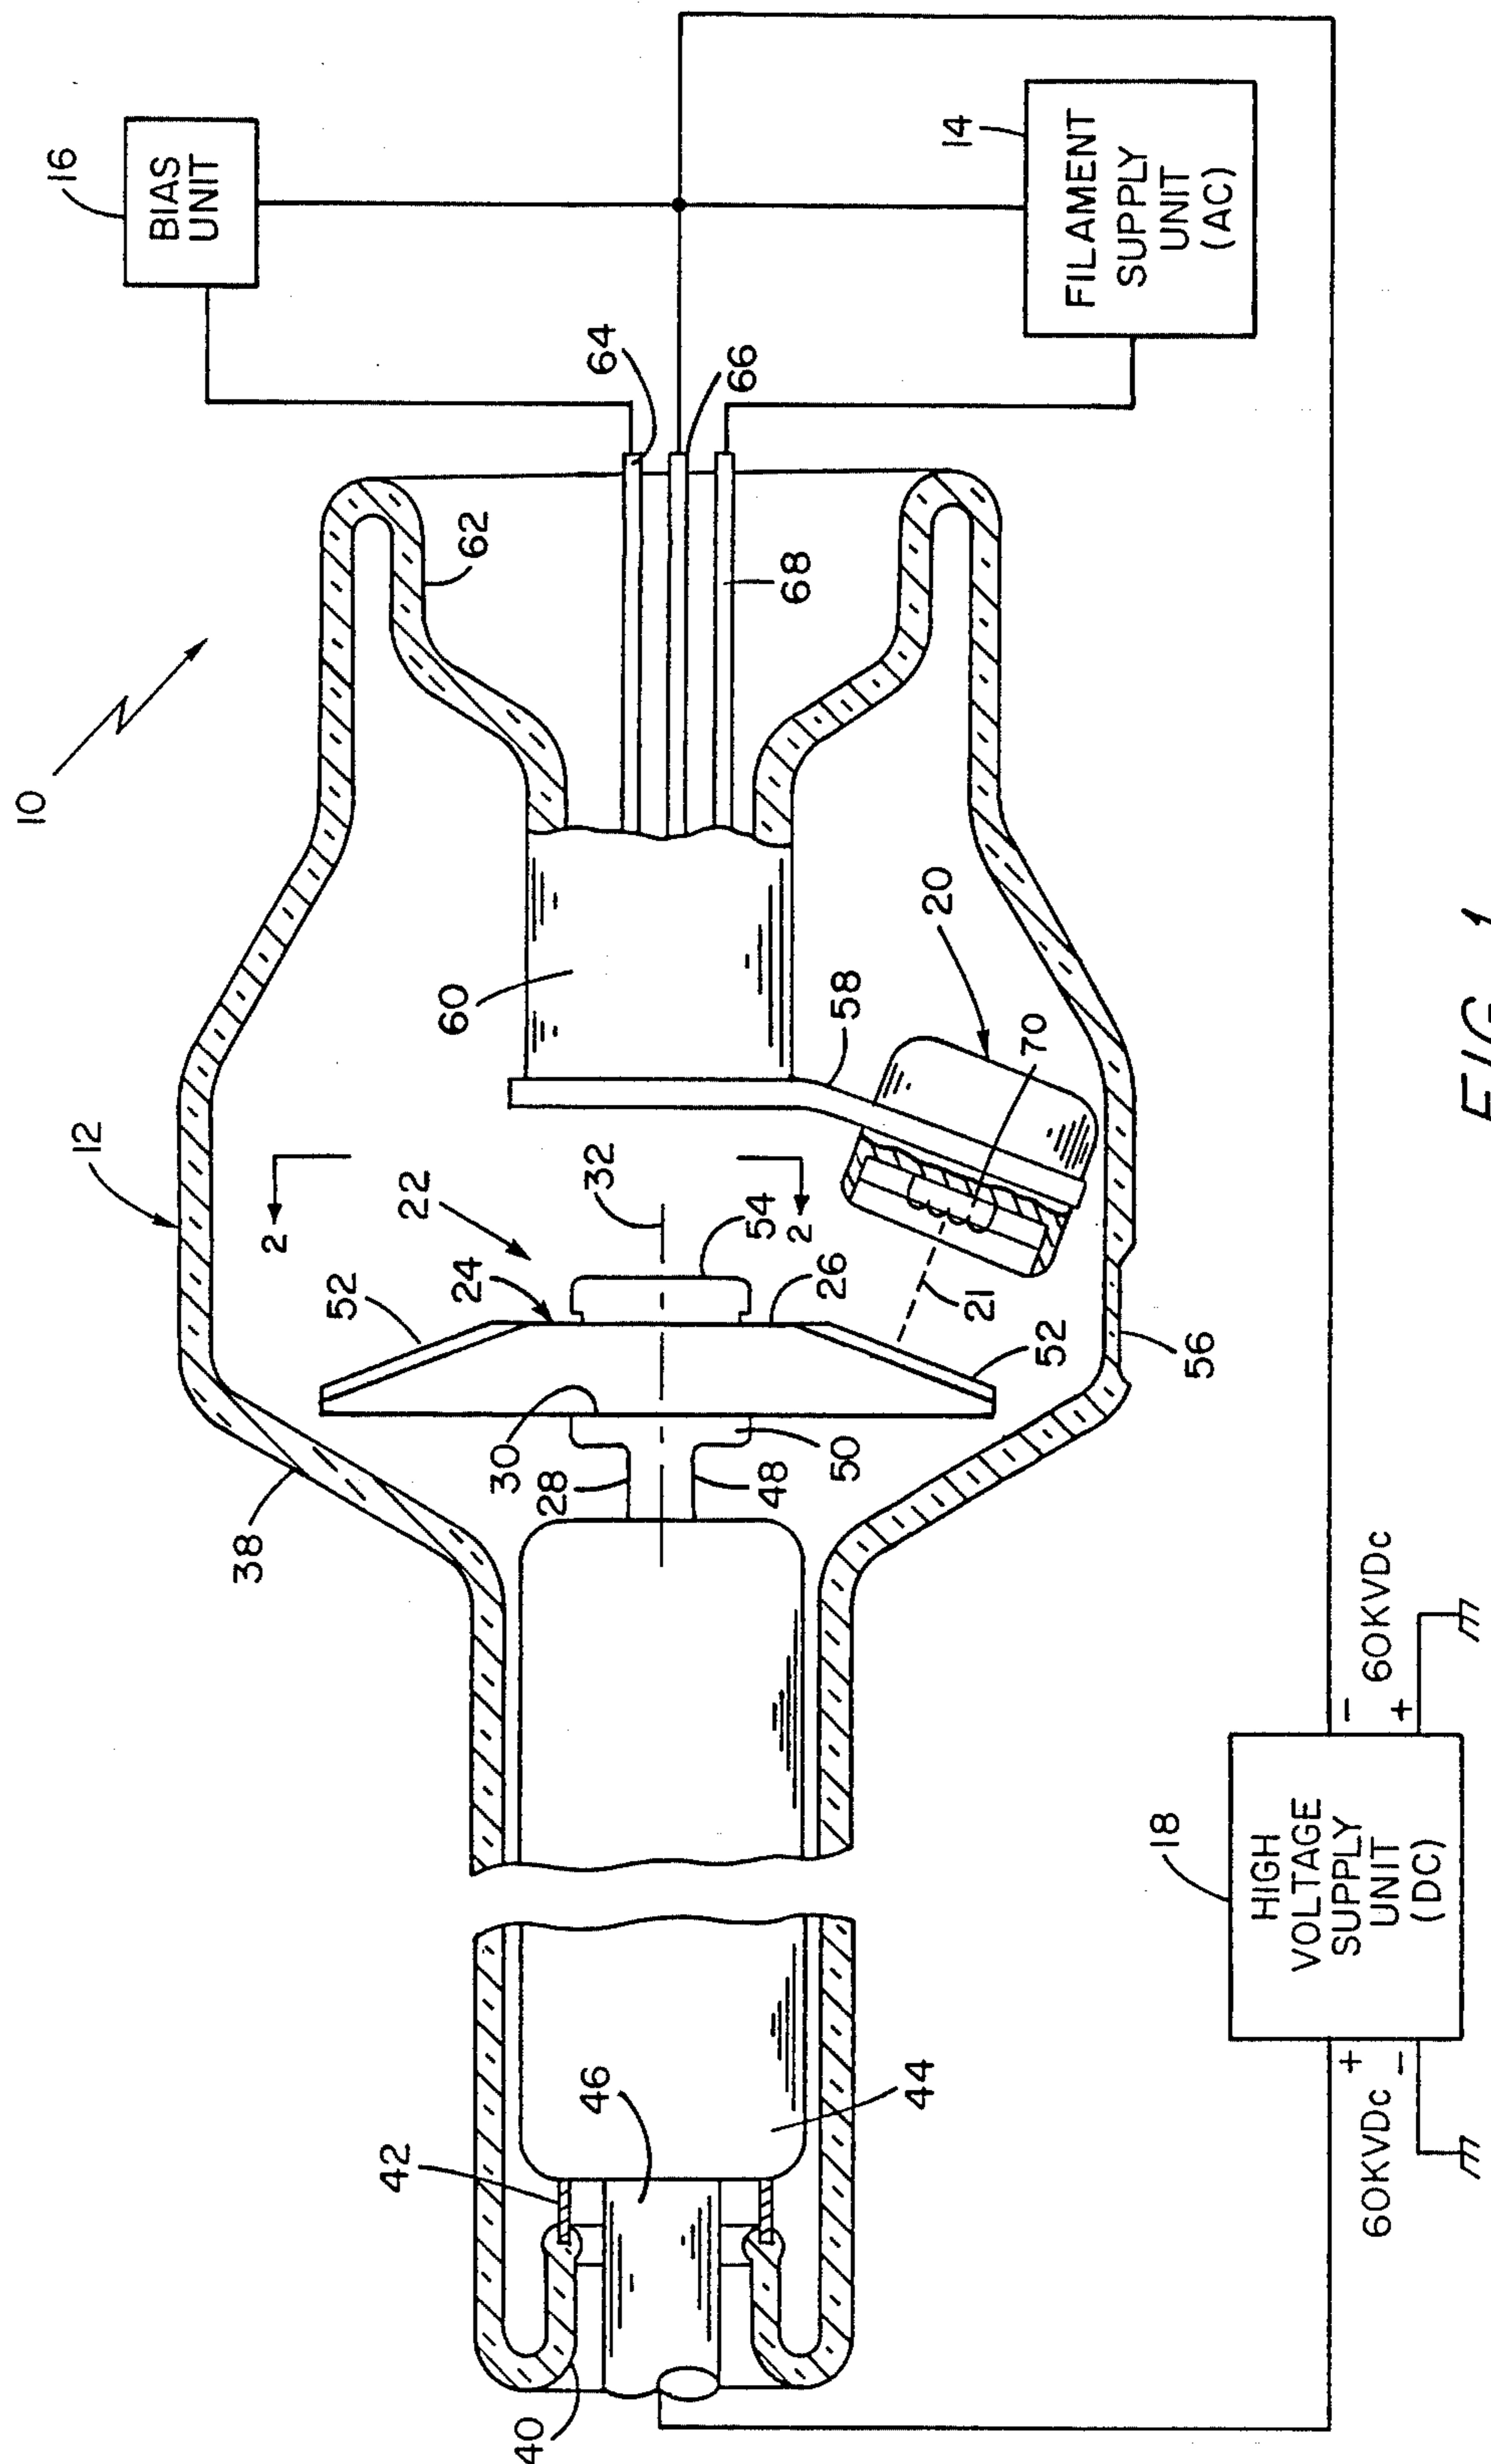 10
16
BIAS
UNIT
12
14
FILAMENT
SUPPLY
UNIT
(AC)
64
66
62
68
60
20
58
70
2
2
22
32
54
24
26
52
21
52
56
30
28
48
50
38
60KVDc
- +
18
HIGH
VOLTAGE
SUPPLY
UNIT
(DC)
+ -
60KVDc
46
44
42
40
FIG. 1